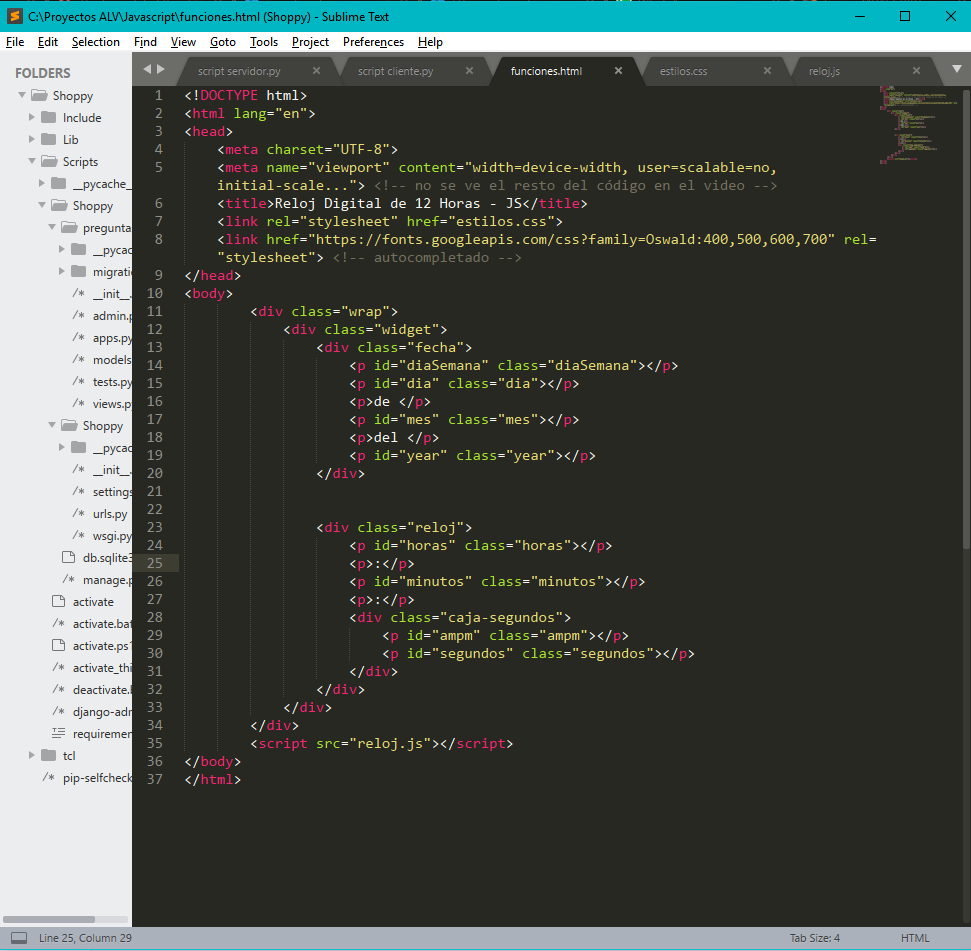 C:\Proyectos ALV\Javascript\funciones.html (Shoppy) - Sublime Text
File Edit Selection Find View Goto Tools Project Preferences Help
FOLDERS
Shoppy
Include
Lib
Scripts
__pycache_
Shoppy
pregunta
__pycac
migratio
/* __init__.
/* admin.p
/* apps.py
/* models
/* tests.py
/* views.py
Shoppy
__pycac
/* __init__.
/* settings
/* urls.py
/* wsgi.py
db.sqlite3
/* manage.p
activate
/* activate.bat
activate.ps1
/* activate_thi
/* deactivate.b
/* django-adm
requiremen
tcl
/* pip-selfcheck
script servidor.py
script cliente.py
funciones.html
estilos.css
reloj.js
1 <!DOCTYPE html>
2 <html lang="en">
3 <head>
4 <meta charset="UTF-8">
5 <meta name="viewport" content="width=device-width, user=scalable=no,
initial-scale..."> <!-- no se ve el resto del código en el video -->
6 <title>Reloj Digital de 12 Horas - JS</title>
7 <link rel="stylesheet" href="estilos.css">
8 <link href="https://fonts.googleapis.com/css?family=Oswald:400,500,600,700" rel=
"stylesheet"> <!-- autocompletado -->
9 </head>
10 <body>
11 <div class="wrap">
12 <div class="widget">
13 <div class="fecha">
14 <p id="diaSemana" class="diaSemana"></p>
15 <p id="dia" class="dia"></p>
16 <p>de </p>
17 <p id="mes" class="mes"></p>
18 <p>del </p>
19 <p id="year" class="year"></p>
20 </div>
21
22
23 <div class="reloj">
24 <p id="horas" class="horas"></p>
25 <p>:</p>
26 <p id="minutos" class="minutos"></p>
27 <p>:</p>
28 <div class="caja-segundos">
29 <p id="ampm" class="ampm"></p>
30 <p id="segundos" class="segundos"></p>
31 </div>
32 </div>
33 </div>
34 </div>
35 <script src="reloj.js"></script>
36 </body>
37 </html>
Line 25, Column 29
Tab Size: 4
HTML